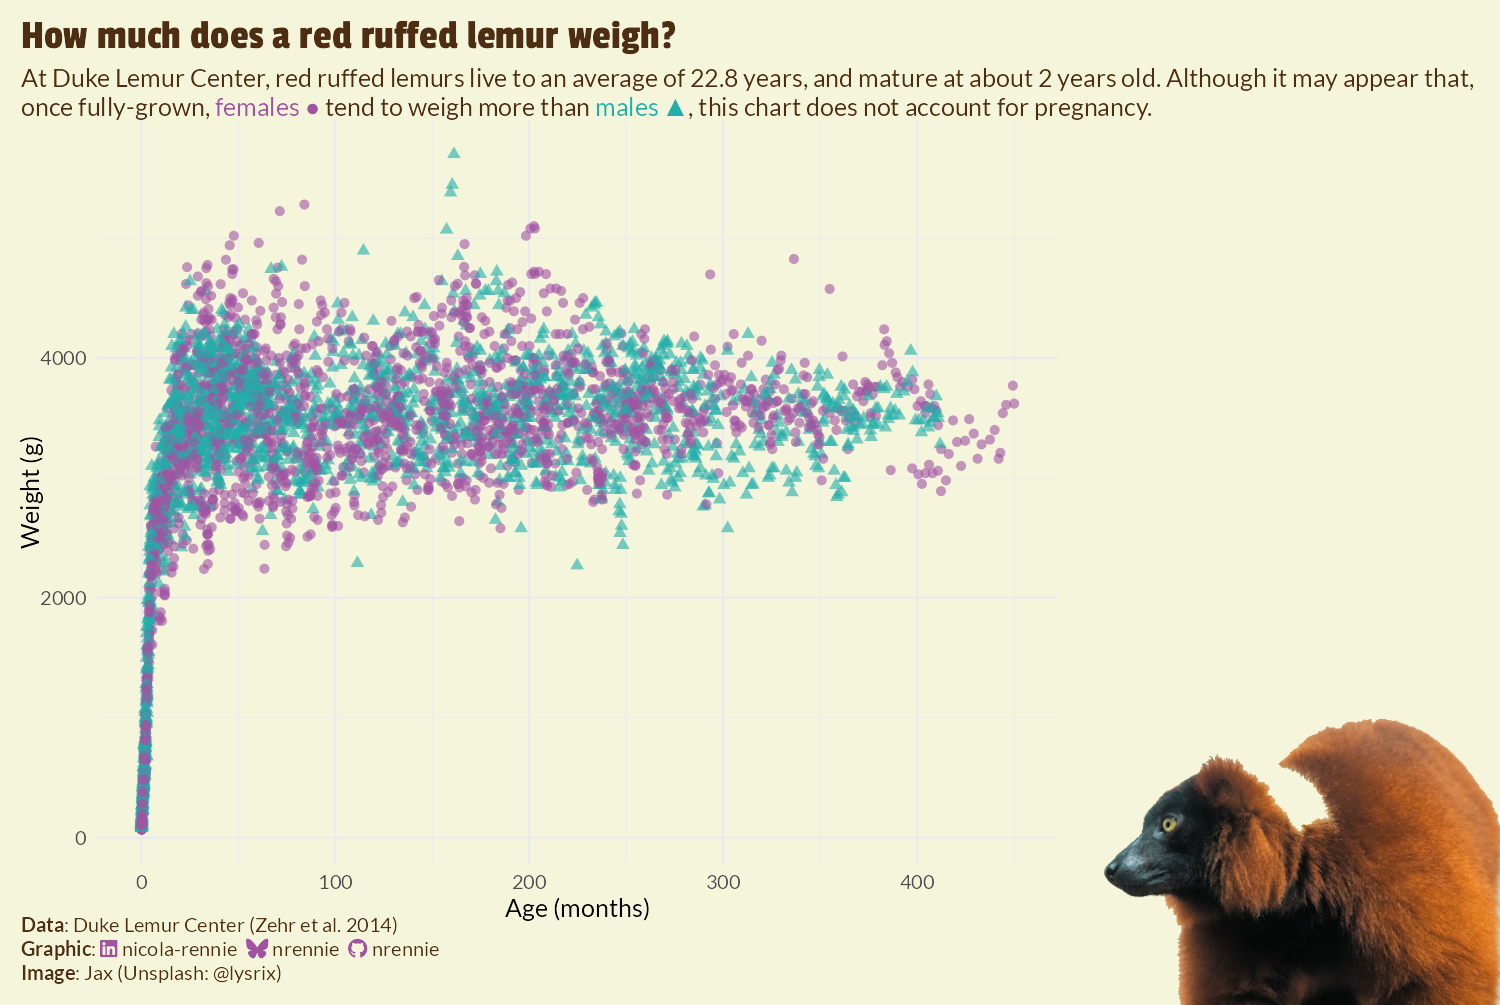 How much does a red ruffed lemur weigh?
At Duke Lemur Center, red ruffed lemurs live to an average of 22.8 years, and mature at about 2 years old. Although it may appear that,
once fully-grown, females ● tend to weigh more than males ▲, this chart does not account for pregnancy.
Weight (g)
4000
2000
0
0 100 200 300 400
Age (months)
Data: Duke Lemur Center (Zehr et al. 2014)
Graphic: in nicola-rennie nrennie nrennie
Image: Jax (Unsplash: @lysrix)